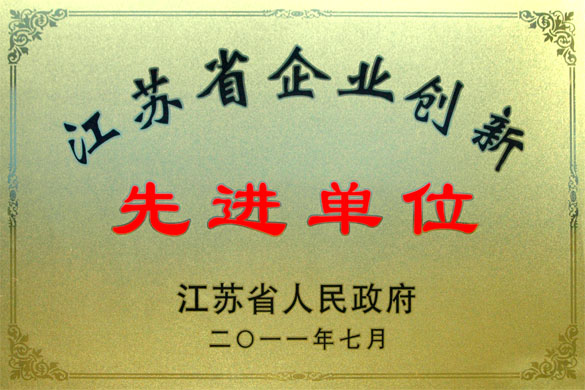 江苏省企业创新
先进单位
江苏省人民政府
二〇一一年七月